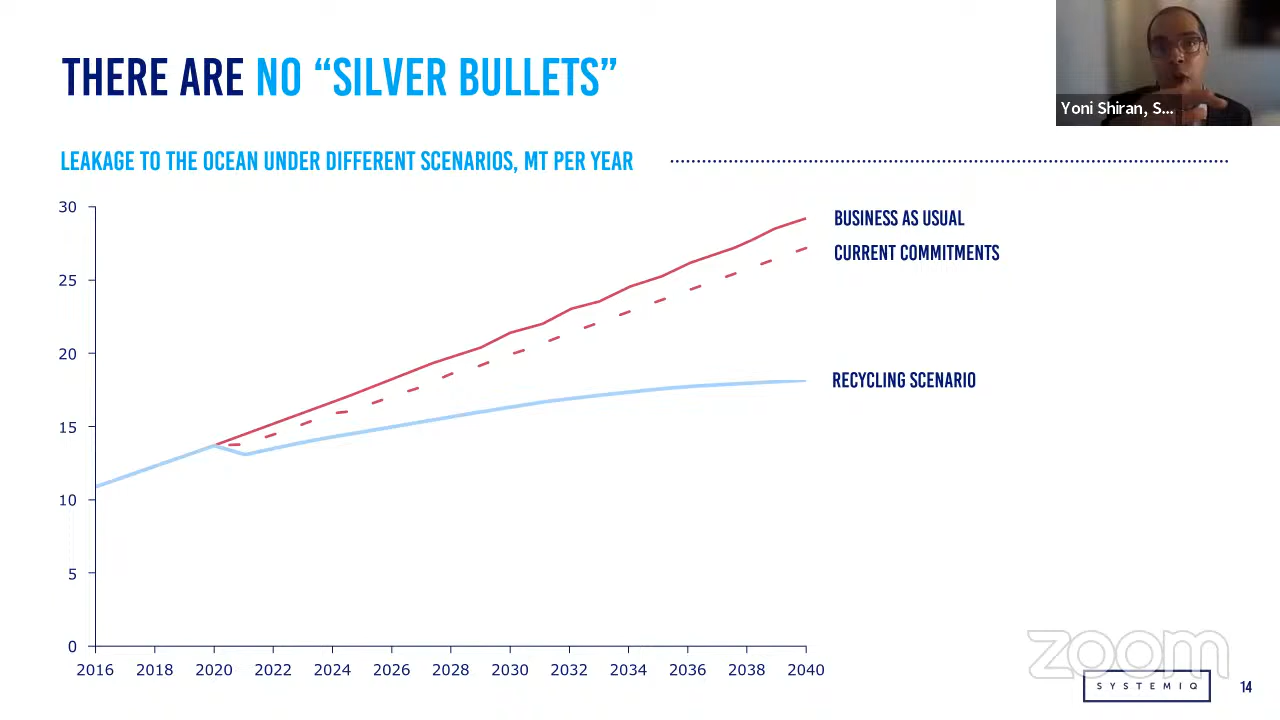 THERE ARE NO “SILVER BULLETS”
Yoni Shiran, S...
LEAKAGE TO THE OCEAN UNDER DIFFERENT SCENARIOS, MT PER YEAR
30
25
20
15
10
5
0
BUSINESS AS USUAL
CURRENT COMMITMENTS
RECYCLING SCENARIO
2016 2018 2020 2022 2024 2026 2028 2030 2032 2034 2036 2038 2040
zoom
SYSTEMIQ
14